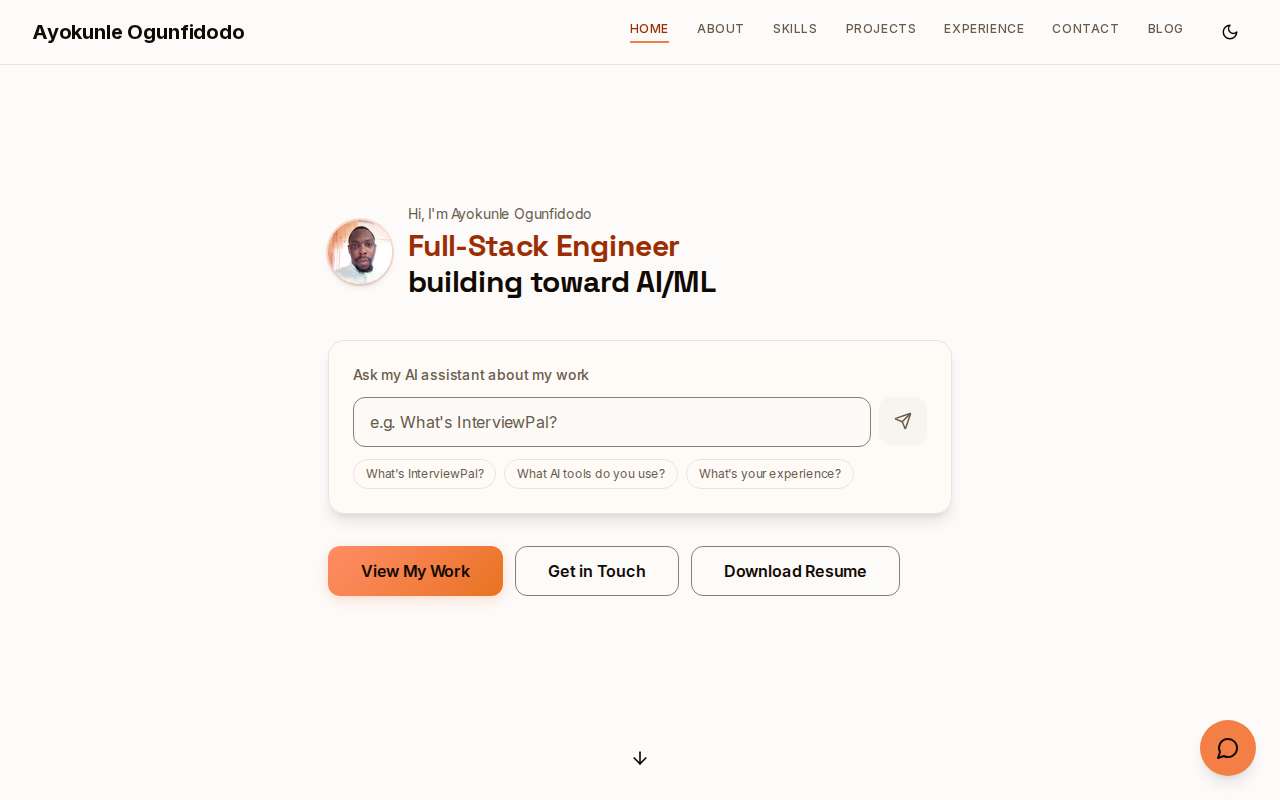 Ayokunle Ogunfidodo
HOME ABOUT SKILLS PROJECTS EXPERIENCE CONTACT BLOG
Hi, I'm Ayokunle Ogunfidodo
Full-Stack Engineer
building toward AI/ML
Ask my AI assistant about my work
e.g. What's InterviewPal?
What's InterviewPal? What AI tools do you use? What's your experience?
View My Work Get in Touch Download Resume